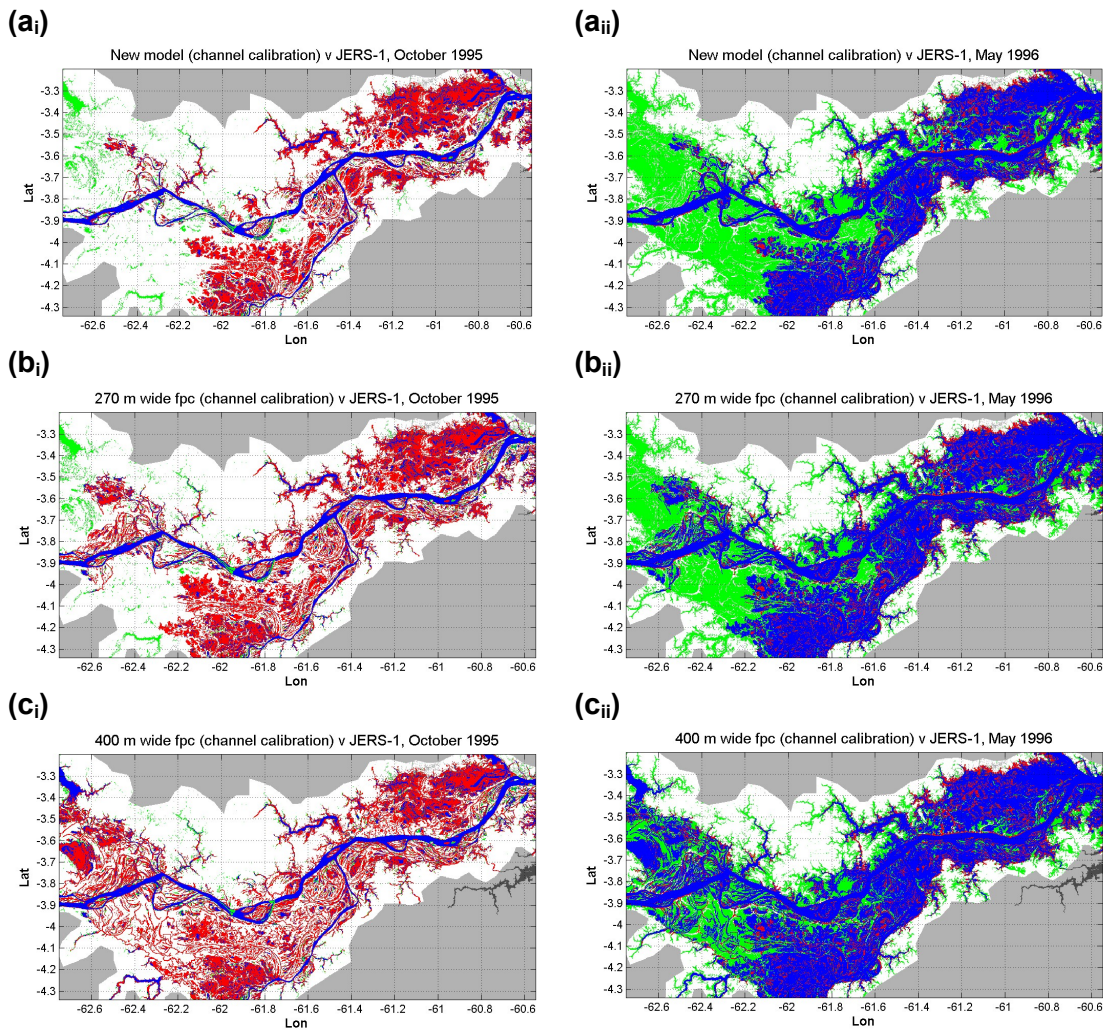 (ai) (aii)
New model (channel calibration) v JERS-1, October 1995 New model (channel calibration) v JERS-1, May 1996
-3.3 -3.3
-3.4 -3.4
-3.5 -3.5
-3.6 -3.6
Lat Lat
-3.7 -3.7
-3.8 -3.8
-3.9 -3.9
-4 -4
-4.1 -4.1
-4.2 -4.2
-4.3 -4.3
-62.6 -62.4 -62.2 -62 -61.8 -61.6 -61.4 -61.2 -61 -60.8 -60.6 -62.6 -62.4 -62.2 -62 -61.8 -61.6 -61.4 -61.2 -61 -60.8 -60.6
Lon Lon
(bi) (bii)
270 m wide fpc (channel calibration) v JERS-1, October 1995 270 m wide fpc (channel calibration) v JERS-1, May 1996
-3.3 -3.3
-3.4 -3.4
-3.5 -3.5
-3.6 -3.6
Lat Lat
-3.7 -3.7
-3.8 -3.8
-3.9 -3.9
-4 -4
-4.1 -4.1
-4.2 -4.2
-4.3 -4.3
-62.6 -62.4 -62.2 -62 -61.8 -61.6 -61.4 -61.2 -61 -60.8 -60.6 -62.6 -62.4 -62.2 -62 -61.8 -61.6 -61.4 -61.2 -61 -60.8 -60.6
Lon Lon
(ci) (cii)
400 m wide fpc (channel calibration) v JERS-1, October 1995 400 m wide fpc (channel calibration) v JERS-1, May 1996
-3.3 -3.3
-3.4 -3.4
-3.5 -3.5
-3.6 -3.6
Lat Lat
-3.7 -3.7
-3.8 -3.8
-3.9 -3.9
-4 -4
-4.1 -4.1
-4.2 -4.2
-4.3 -4.3
-62.6 -62.4 -62.2 -62 -61.8 -61.6 -61.4 -61.2 -61 -60.8 -60.6 -62.6 -62.4 -62.2 -62 -61.8 -61.6 -61.4 -61.2 -61 -60.8 -60.6
Lon Lon